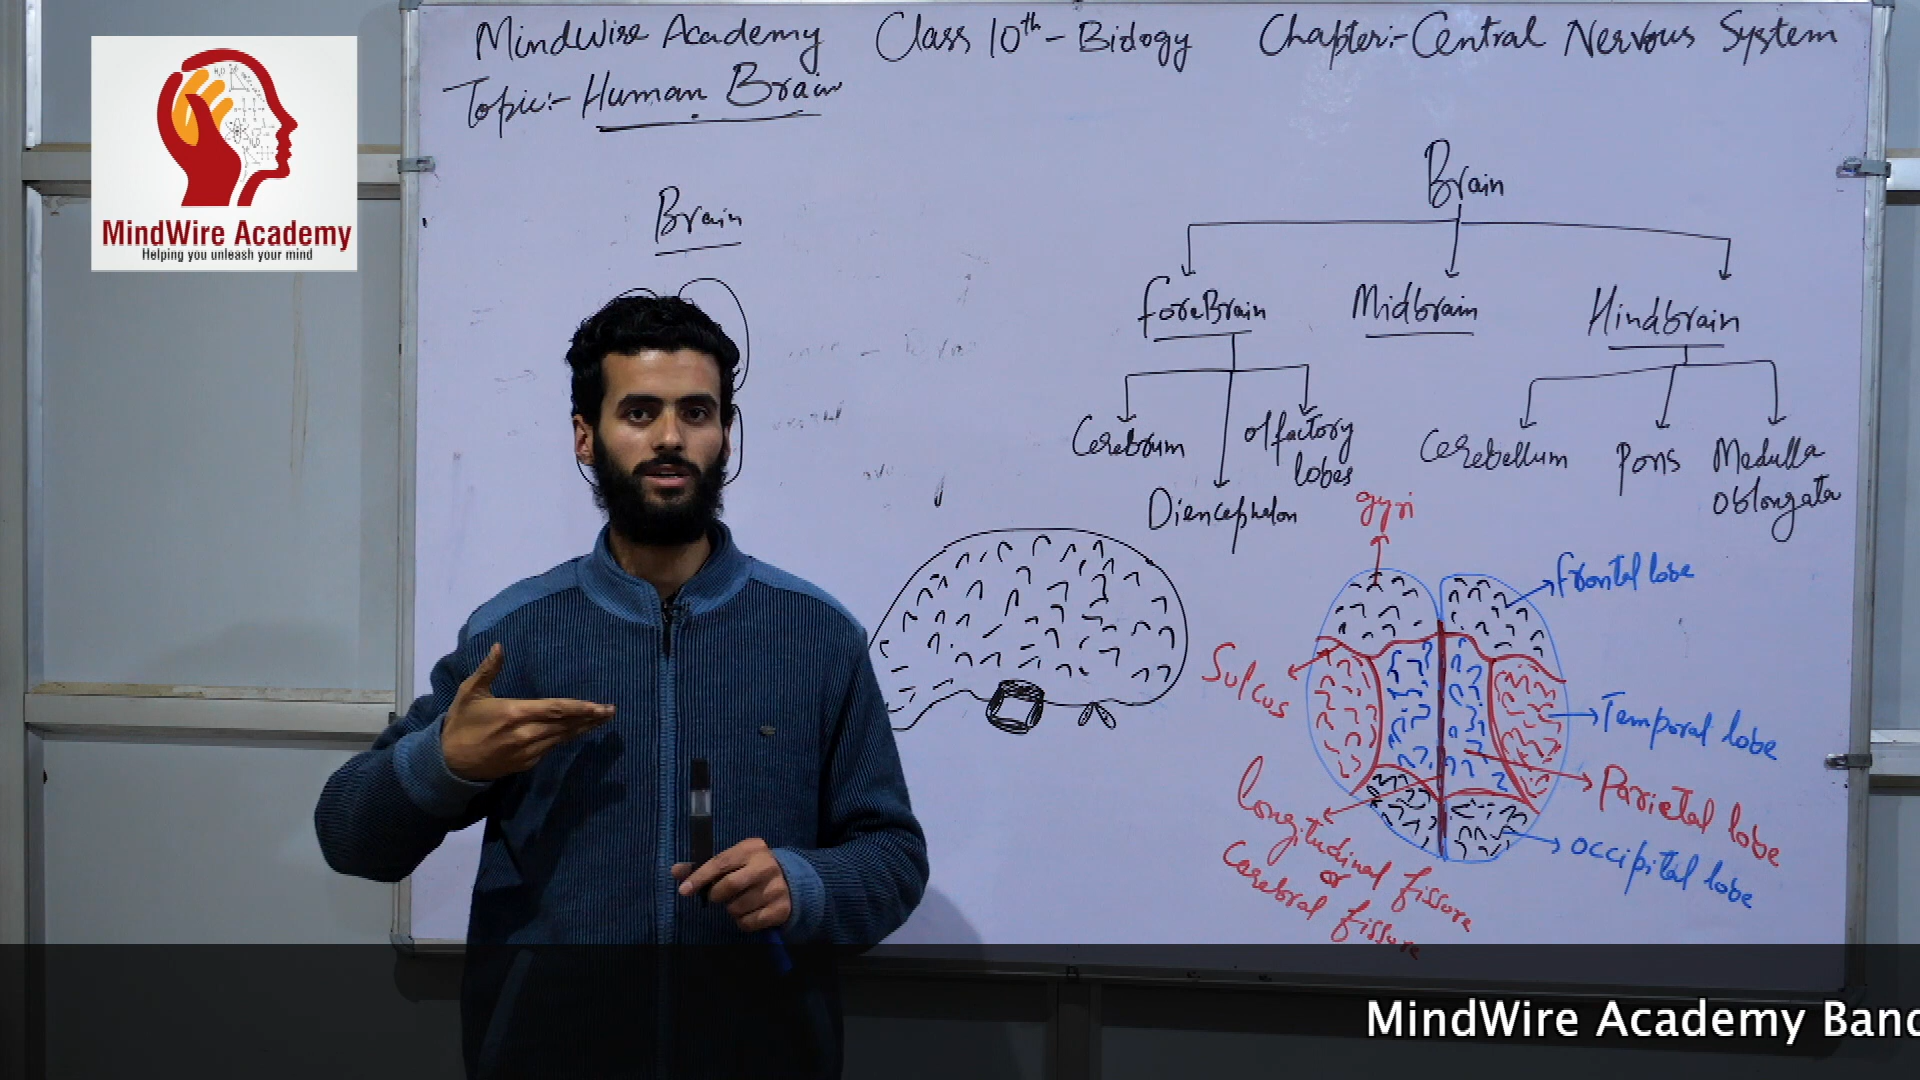 MindWire Academy Class 10th - Biology Chapter:- Central Nervous System
Topic:- Human Brain
MindWire Academy
Helping you unleash your mind
Brain
Brain
foreBrain Midbrain Hindbrain
Cerebrum
Diencephelon
olfactory
lobes
Cerebellum
Pons
Medulla
oblongata
gyri
Sulcus
frontal lobe
Temporal lobe
Parietal lobe
occipital lobe
longitudinal fissure
or
Cerebral fissure
MindWire Academy Band